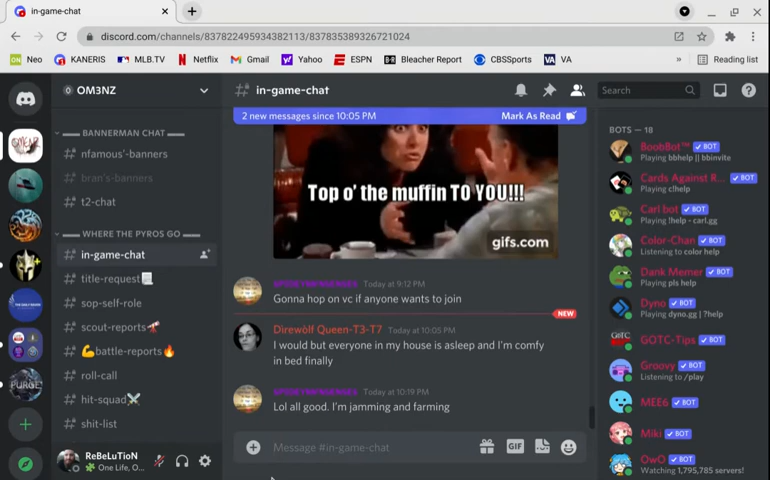 in-game-chat
discord.com/channels/837822495934382113/837835389326721024
Neo
KANERIS
MLB.TV
Netflix
Gmail
Yahoo
ESPN
Bleacher Report
CBSSports
VA
Reading list
OM3NZ
in-game-chat
Search
BANNERMAN CHAT
nfamous'-banners
bran's-banners
t2-chat
WHERE THE PYROS GO
in-game-chat
title-request
sop-self-role
scout-reports
battle-reports
roll-call
hit-squad
shit-list
ReBeLuTioN
One Life, O...
2 new messages since 10:05 PM
Mark As Read
Top o' the muffin TO YOU!!!
gifs.com
Today at 9:12 PM
Gonna hop on vc if anyone wants to join
NEW
Direwolf Queen-T3-T7 Today at 10:05 PM
I would but everyone in my house is asleep and I'm comfy
in bed finally
Today at 10:19 PM
Lol all good. I'm jamming and farming
Message #in-game-chat
GIF
BOTS — 18
BoobBot BOT
Playing bbhelp || bbinvite
Cards Against R... BOT
Playing c!help
Carl bot BOT
Playing !help - carl.gg
Color-Chan BOT
Listening to color help
Dank Memer BOT
Playing pls help
Dyno BOT
Playing dyno.gg | ?help
GOTC-Tips BOT
Groovy BOT
Listening to /play
MEE6 BOT
Miki BOT
OwO BOT
Watching 1,795,785 servers!